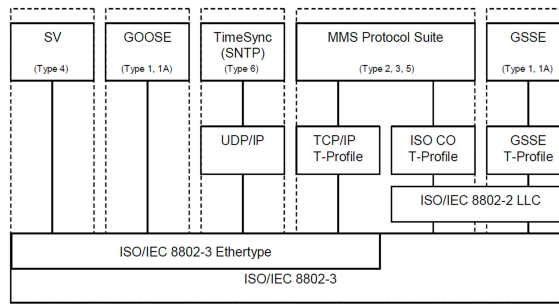 SV
(Type 4)
GOOSE
(Type 1, 1A)
TimeSync
(SNTP)
(Type 6)
MMS Protocol Suite
(Type 2, 3, 5)
GSSE
(Type 1, 1A)
UDP/IP
TCP/IP
T-Profile
ISO CO
T-Profile
GSSE
T-Profile
ISO/IEC 8802-2 LLC
ISO/IEC 8802-3 Ethertype
ISO/IEC 8802-3